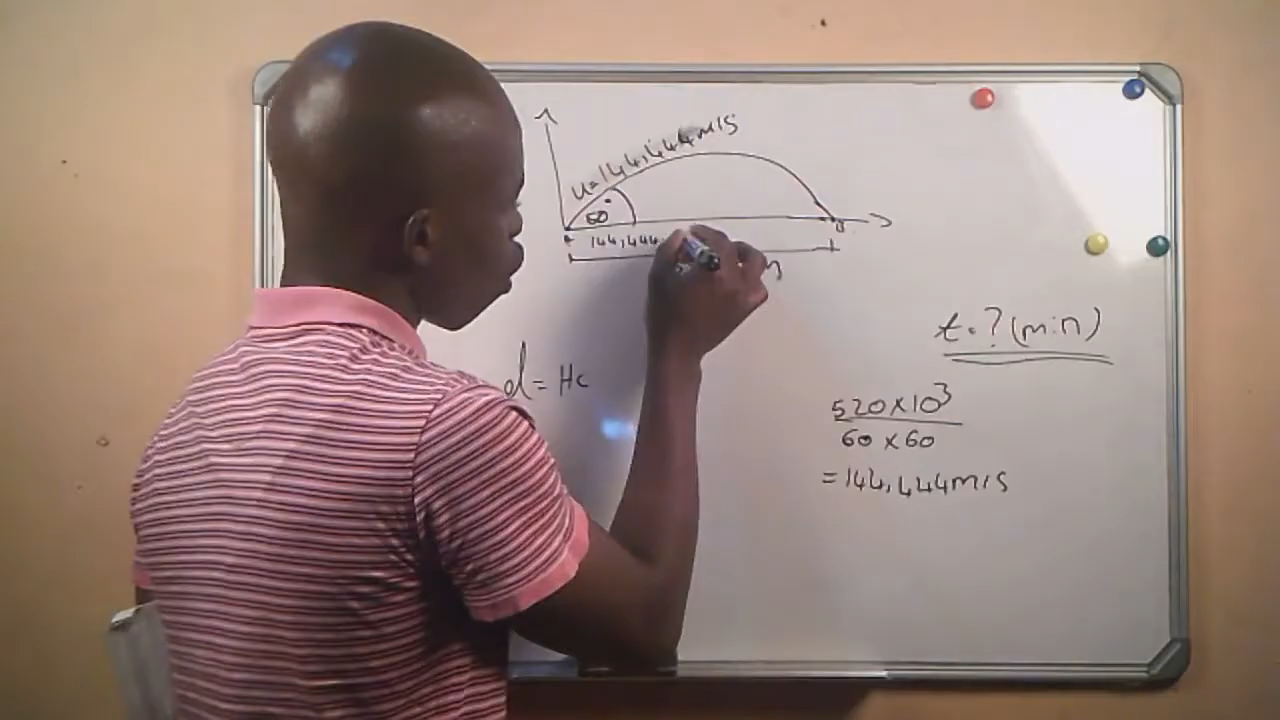 u=144,444m/s
60°
144,444
d = Hc
t=?(min)
520×10³
60 × 60
=144,444m/s